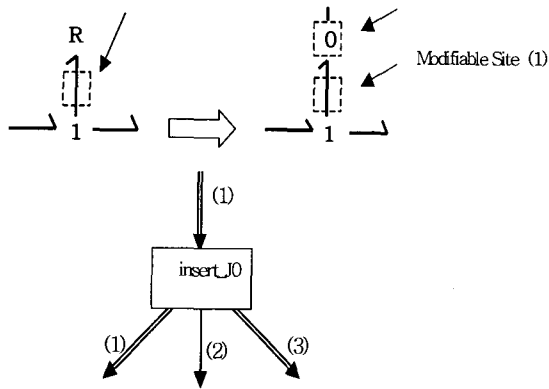 R
0
Modifiable Site (1)
1
1
(1)
insert_J0
(1)
(2)
(3)